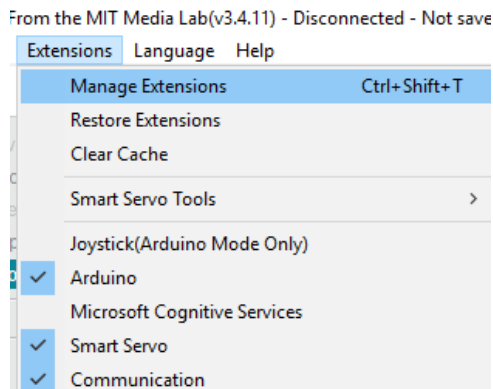 From the MIT Media Lab(v3.4.11) - Disconnected - Not save
Extensions Language Help
Manage Extensions Ctrl+Shift+T
Restore Extensions
Clear Cache
Smart Servo Tools
Joystick(Arduino Mode Only)
Arduino
Microsoft Cognitive Services
Smart Servo
Communication